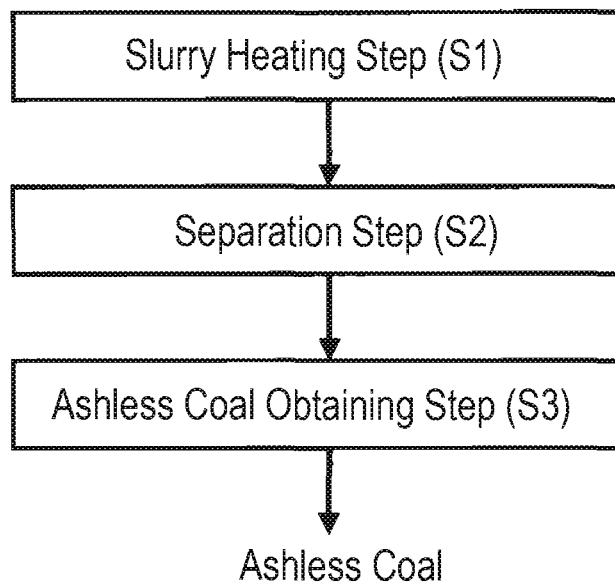 Slurry Heating Step (S1)
Separation Step (S2)
Ashless Coal Obtaining Step (S3)
Ashless Coal